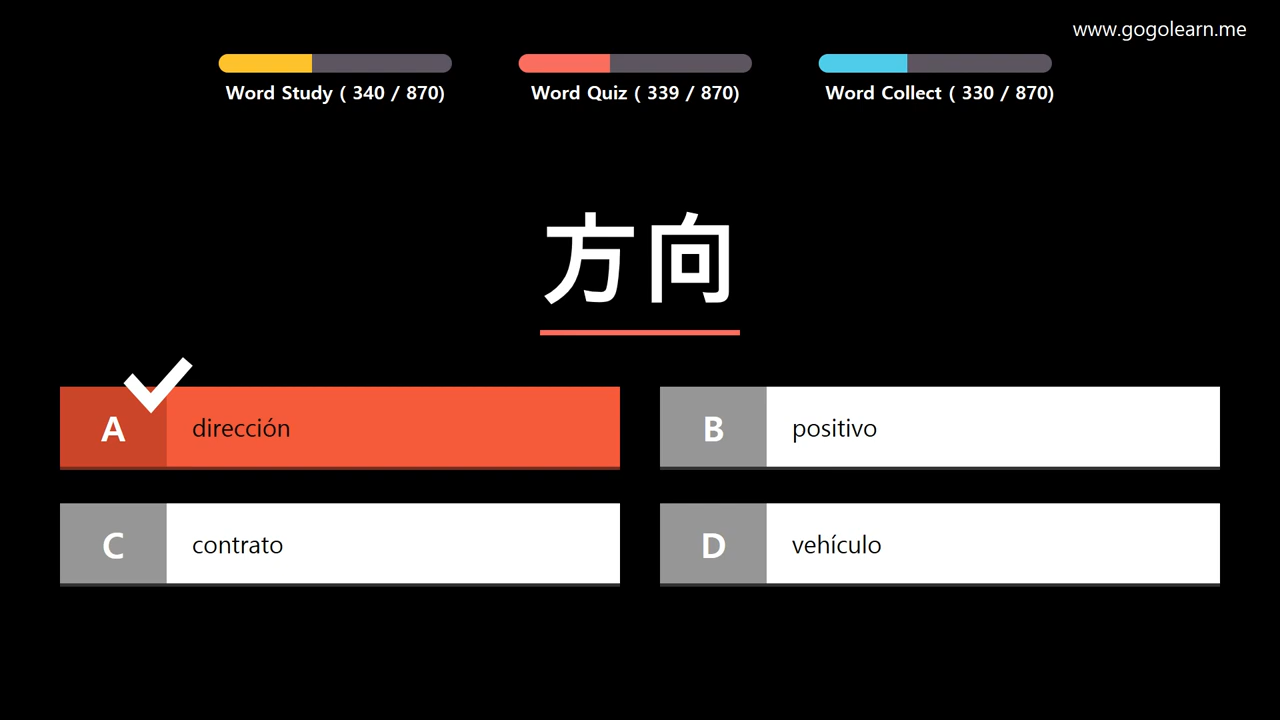 www.gogolearn.me
Word Study ( 340 / 870)
Word Quiz ( 339 / 870)
Word Collect ( 330 / 870)
方向
A dirección
B positivo
C contrato
D vehículo